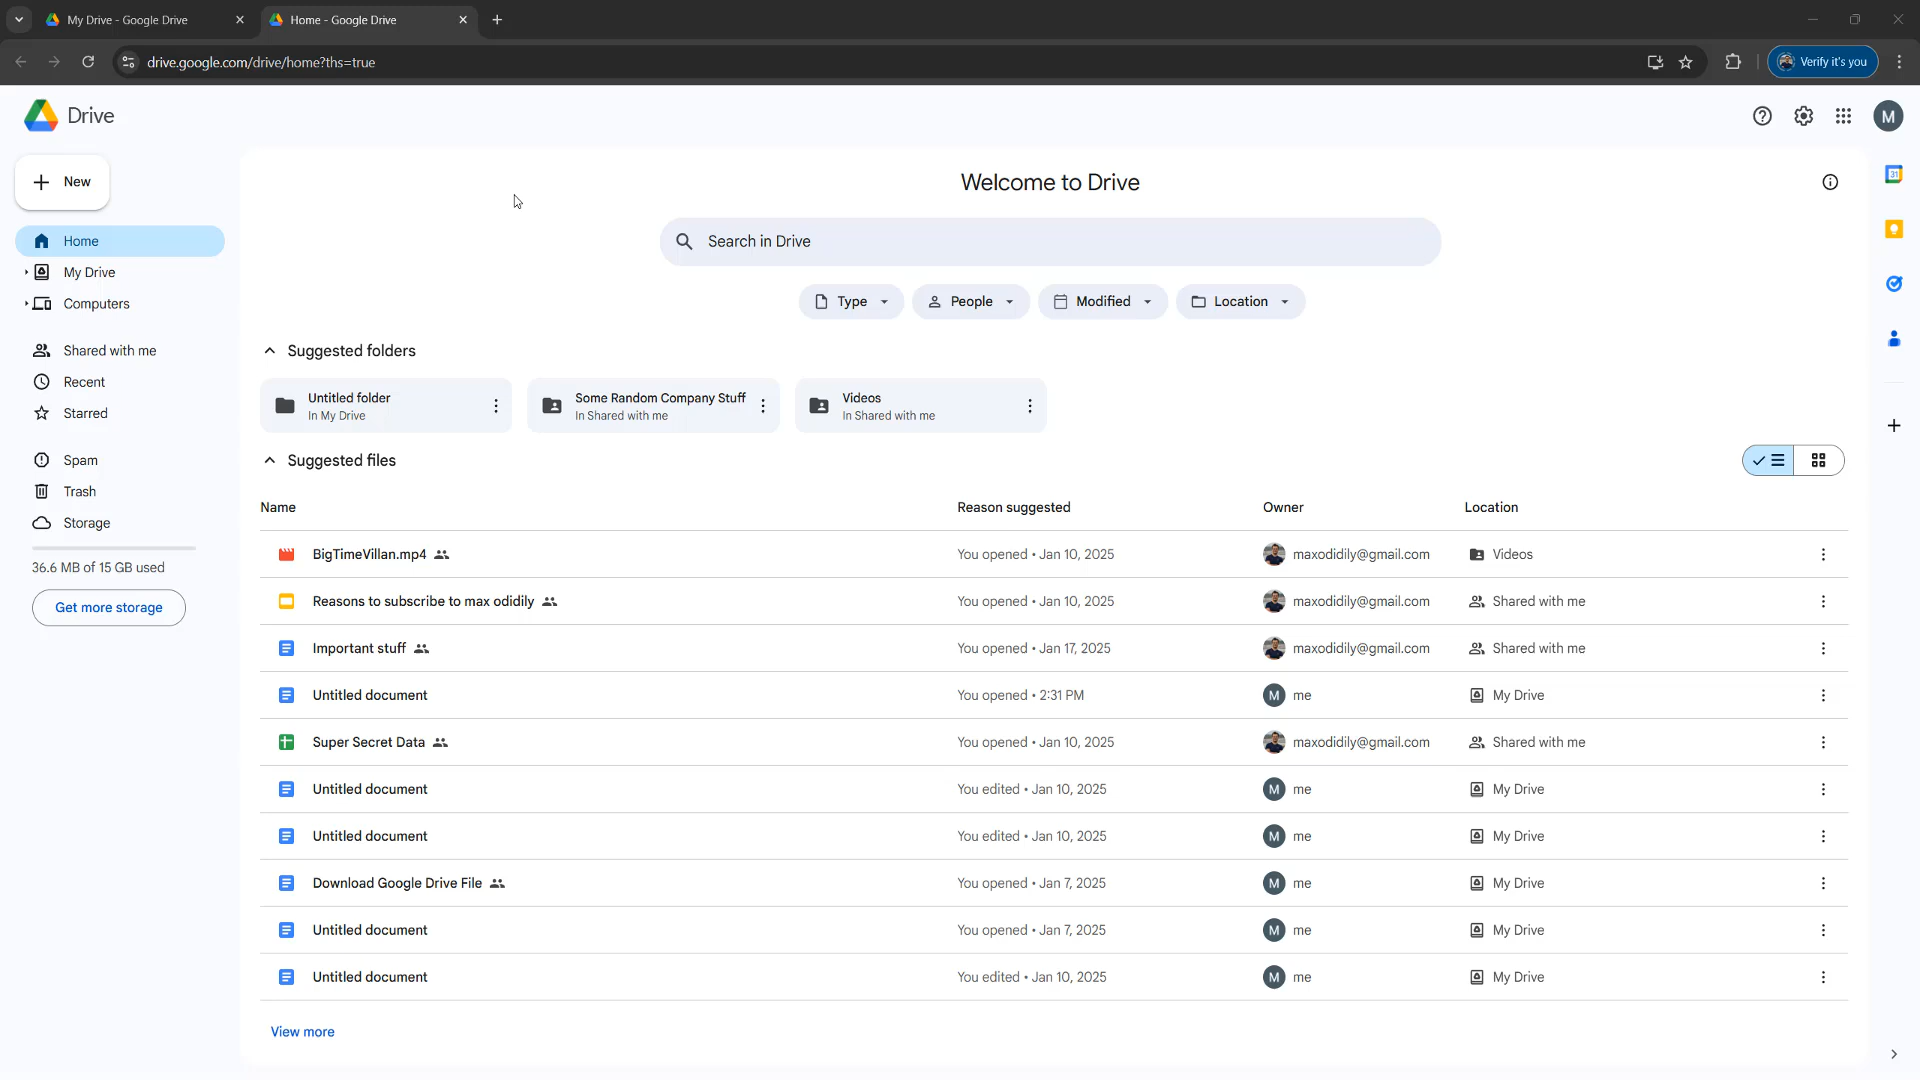 My Drive - Google Drive
Home - Google Drive
drive.google.com/drive/home?ths=true
Verify it's you
Drive
M
New
Welcome to Drive
31
Search in Drive
Home
My Drive
Computers
Type
People
Modified
Location
Shared with me
Recent
Starred
Suggested folders
Untitled folder
In My Drive
Some Random Company Stuff
In Shared with me
Videos
In Shared with me
Spam
Trash
Storage
36.6 MB of 15 GB used
Get more storage
Suggested files
Name Reason suggested Owner Location
BigTimeVillan.mp4 You opened • Jan 10, 2025 maxodidily@gmail.com Videos
Reasons to subscribe to max odidily You opened • Jan 10, 2025 maxodidily@gmail.com Shared with me
Important stuff You opened • Jan 17, 2025 maxodidily@gmail.com Shared with me
Untitled document You opened • 2:31 PM M me My Drive
Super Secret Data You opened • Jan 10, 2025 maxodidily@gmail.com Shared with me
Untitled document You edited • Jan 10, 2025 M me My Drive
Untitled document You edited • Jan 10, 2025 M me My Drive
Download Google Drive File You opened • Jan 7, 2025 M me My Drive
Untitled document You opened • Jan 7, 2025 M me My Drive
Untitled document You edited • Jan 10, 2025 M me My Drive
View more